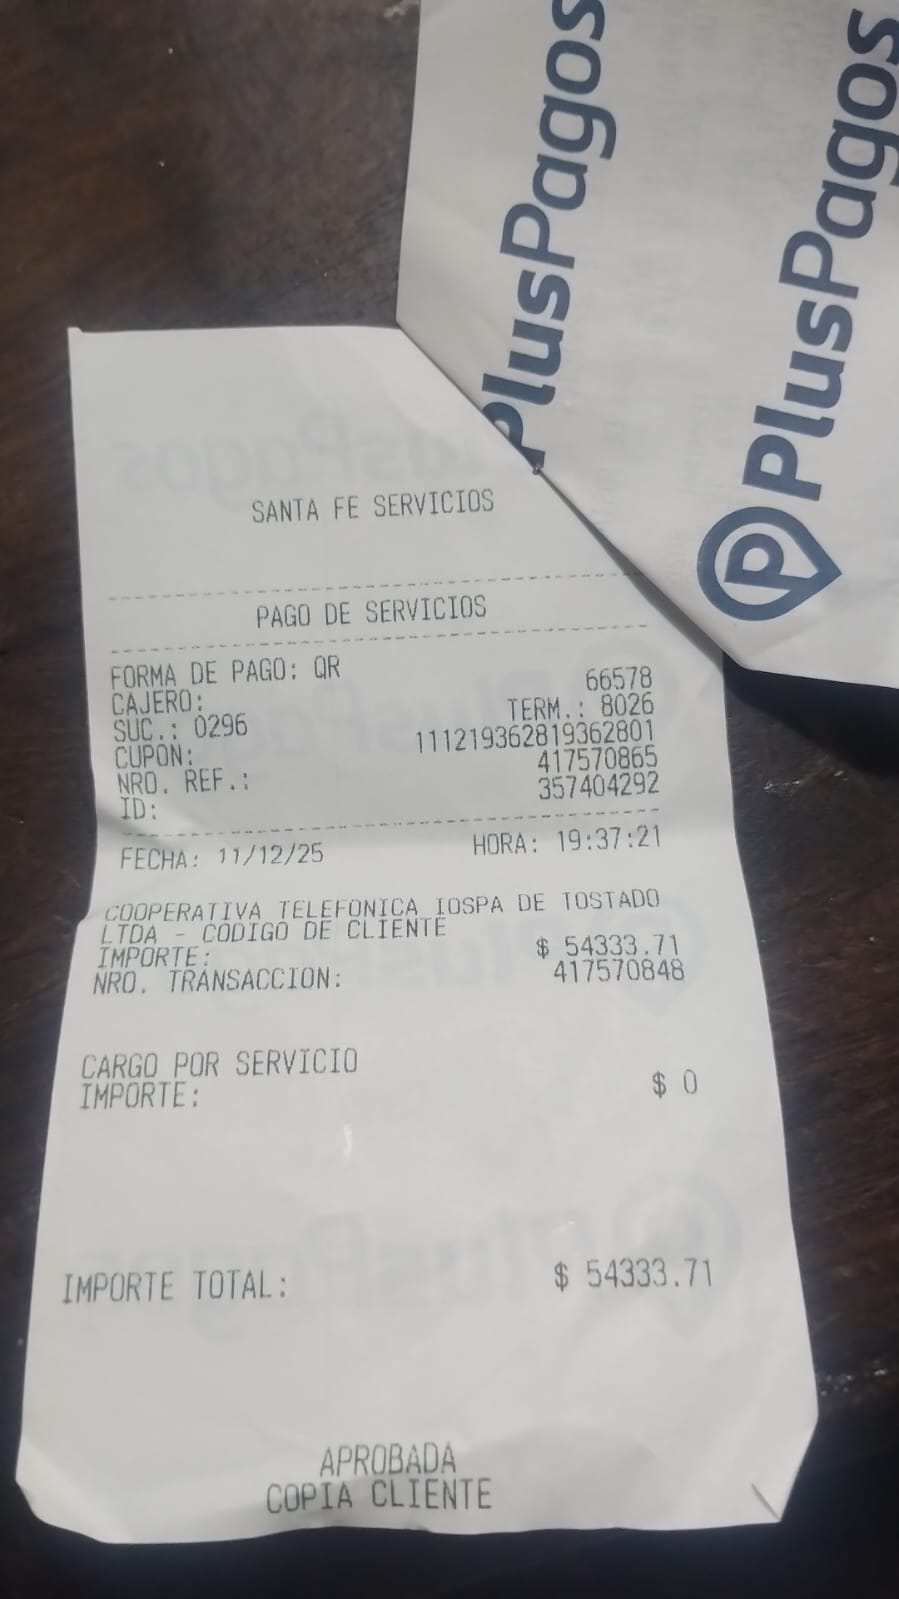 PlusPagos
PlusPagos
SANTA FE SERVICIOS
PAGO DE SERVICIOS
FORMA DE PAGO: QR
CAJERO: 66578
SUC.: 0296 TERM.: 8026
CUPON: 111219362819362801
NRO. REF.: 417570865
ID: 357404292
FECHA: 11/12/25 HORA: 19:37:21
COOPERATIVA TELEFONICA IOSPA DE TOSTADO
LTDA - CODIGO DE CLIENTE
IMPORTE: $ 54333.71
NRO. TRANSACCION: 417570848
CARGO POR SERVICIO
IMPORTE: $ 0
IMPORTE TOTAL: $ 54333.71
APROBADA
COPIA CLIENTE